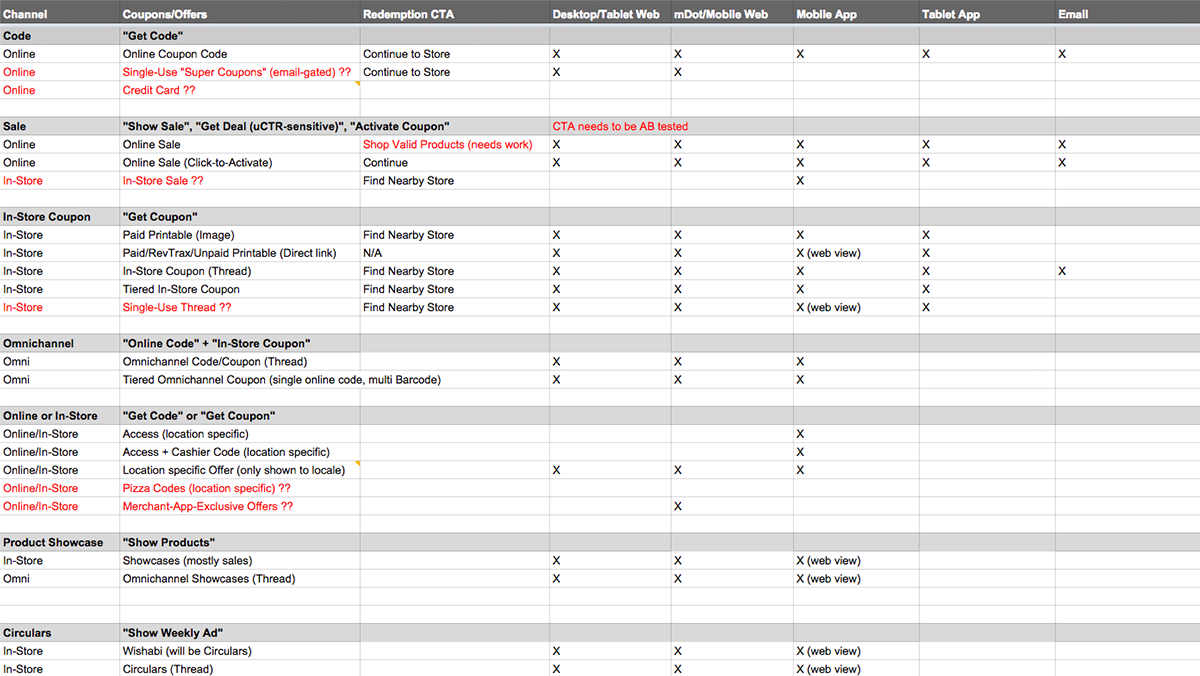 Channel Coupons/Offers Redemption CTA Desktop/Tablet Web mDot/Mobile Web Mobile App Tablet App Email
Code "Get Code"
Online Online Coupon Code Continue to Store X X X X X
Online Single-Use "Super Coupons" (email-gated) ?? Continue to Store X X
Online Credit Card ??
Sale "Show Sale", "Get Deal (uCTR-sensitive)", "Activate Coupon" CTA needs to be AB tested
Online Online Sale Shop Valid Products (needs work) X X X X X
Online Online Sale (Click-to-Activate) Continue X X X X X
In-Store In-Store Sale ?? Find Nearby Store X
In-Store Coupon "Get Coupon"
In-Store Paid Printable (Image) Find Nearby Store X X X X
In-Store Paid/RevTrax/Unpaid Printable (Direct link) N/A X X X (web view) X
In-Store In-Store Coupon (Thread) Find Nearby Store X X X X X
In-Store Tiered In-Store Coupon Find Nearby Store X X X X
In-Store Single-Use Thread ?? Find Nearby Store X X X (web view) X
Omnichannel "Online Code" + "In-Store Coupon"
Omni Omnichannel Code/Coupon (Thread) X X X
Omni Tiered Omnichannel Coupon (single online code, multi Barcode) X X X
Online or In-Store "Get Code" or "Get Coupon"
Online/In-Store Access (location specific) X
Online/In-Store Access + Cashier Code (location specific) X
Online/In-Store Location specific Offer (only shown to locale) X X X
Online/In-Store Pizza Codes (location specific) ??
Online/In-Store Merchant-App-Exclusive Offers ?? X
Product Showcase "Show Products"
In-Store Showcases (mostly sales) X X X (web view)
Omni Omnichannel Showcases (Thread) X X X (web view)
Circulars "Show Weekly Ad"
In-Store Wishabi (will be Circulars) X X X (web view)
In-Store Circulars (Thread) X X X (web view)